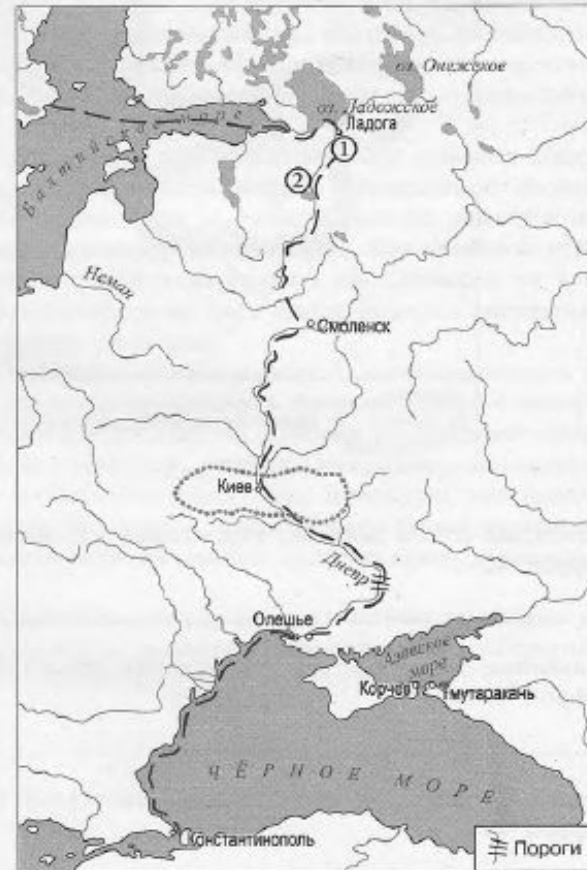 оз. Онежское
оз. Ладожское
Ладога
Балтийское море
1
2
Неман
Смоленск
Киев
Днепр
Олешье
Азовское
море
Корчев
Тмутаракань
ЧЁРНОЕ МОРЕ
Константинополь
Пороги